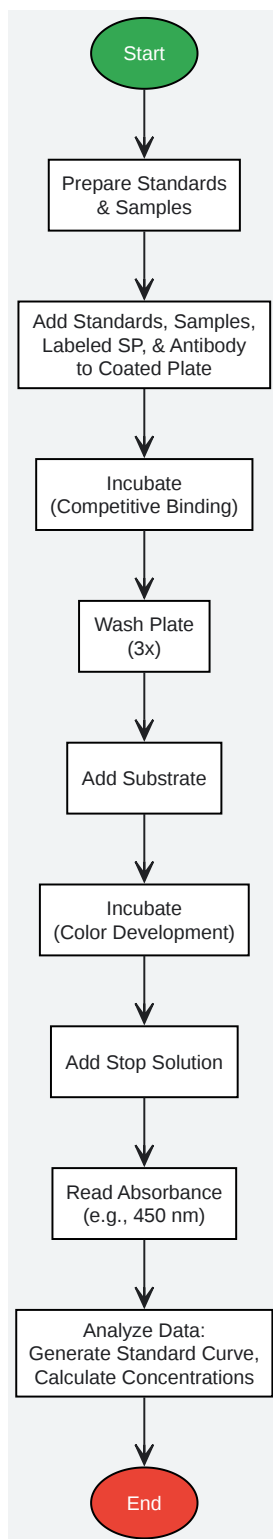 Start
Prepare Standards
& Samples
Add Standards, Samples,
Labeled SP, & Antibody
to Coated Plate
Incubate
(Competitive Binding)
Wash Plate
(3x)
Add Substrate
Incubate
(Color Development)
Add Stop Solution
Read Absorbance
(e.g., 450 nm)
Analyze Data:
Generate Standard Curve,
Calculate Concentrations
End